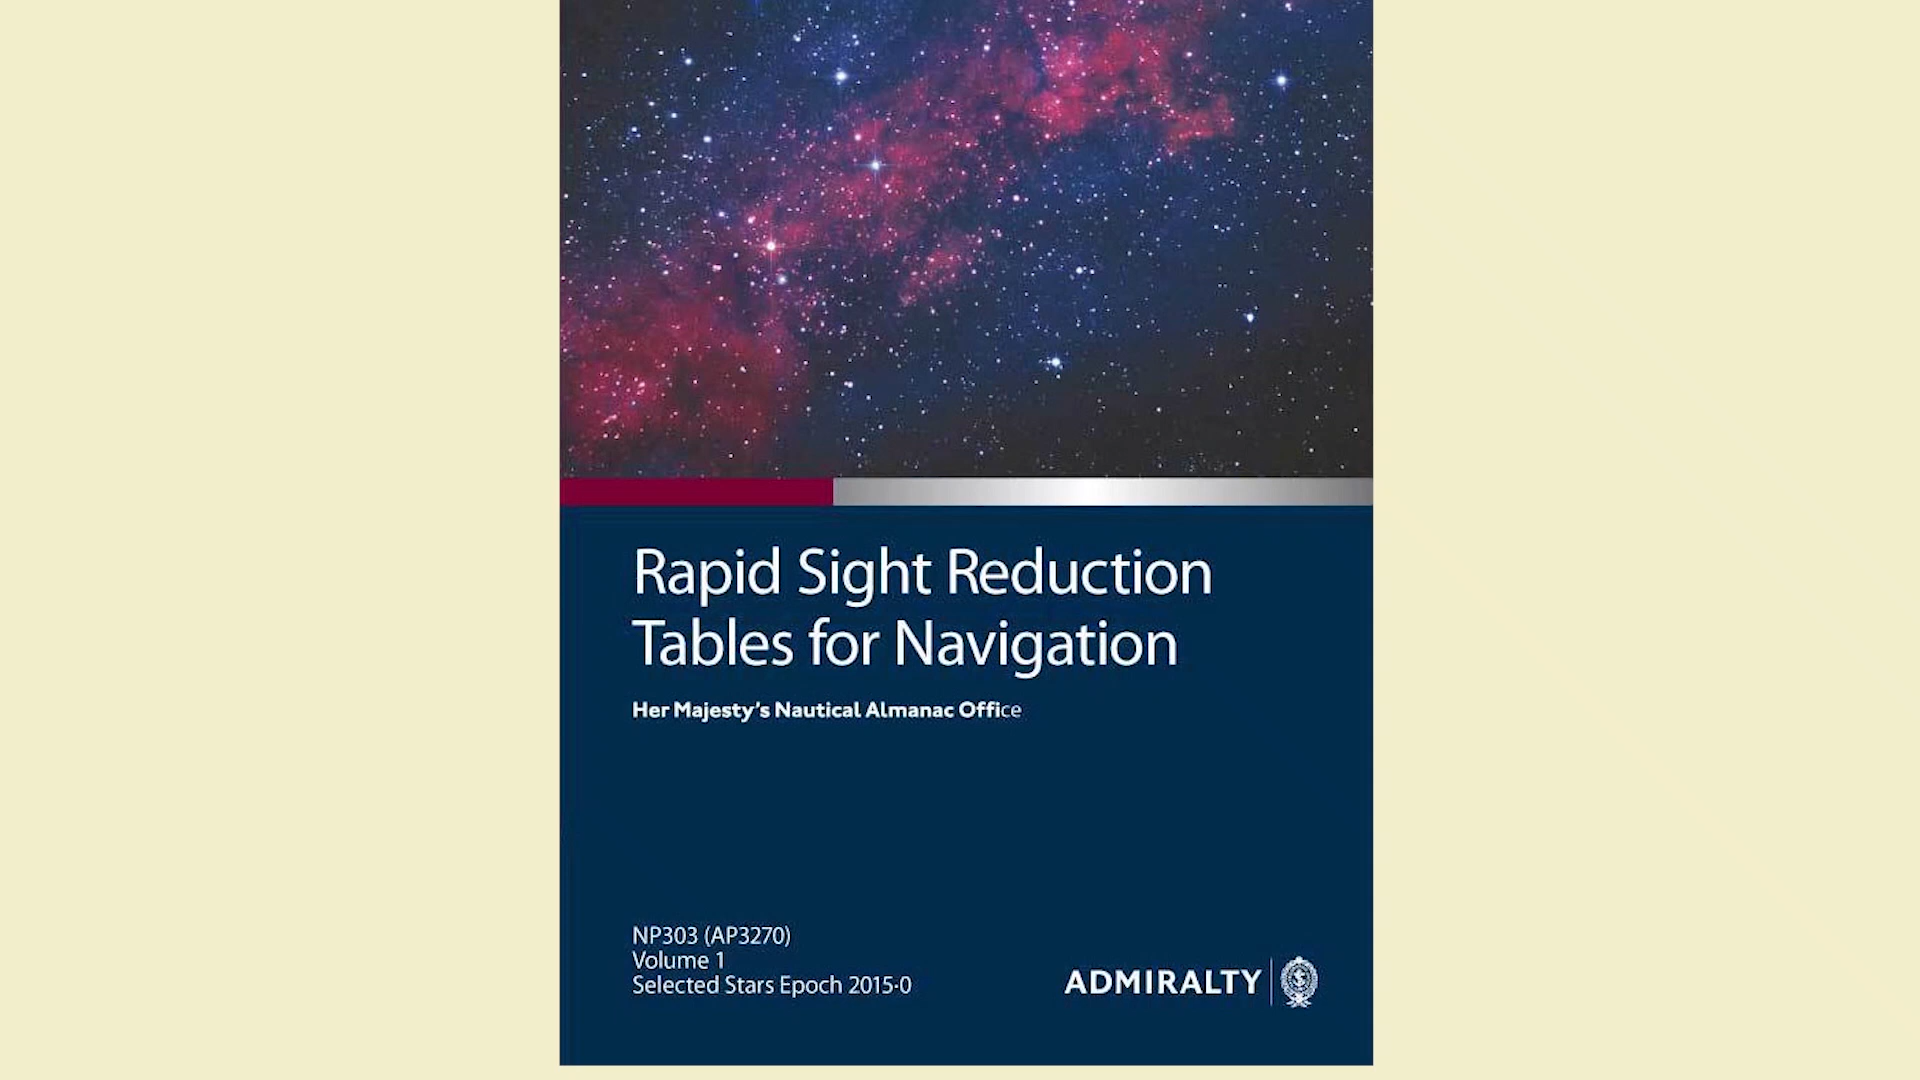 Rapid Sight Reduction
Tables for Navigation
Her Majesty's Nautical Almanac Office
NP303 (AP3270)
Volume 1
Selected Stars Epoch 2015·0
ADMIRALTY